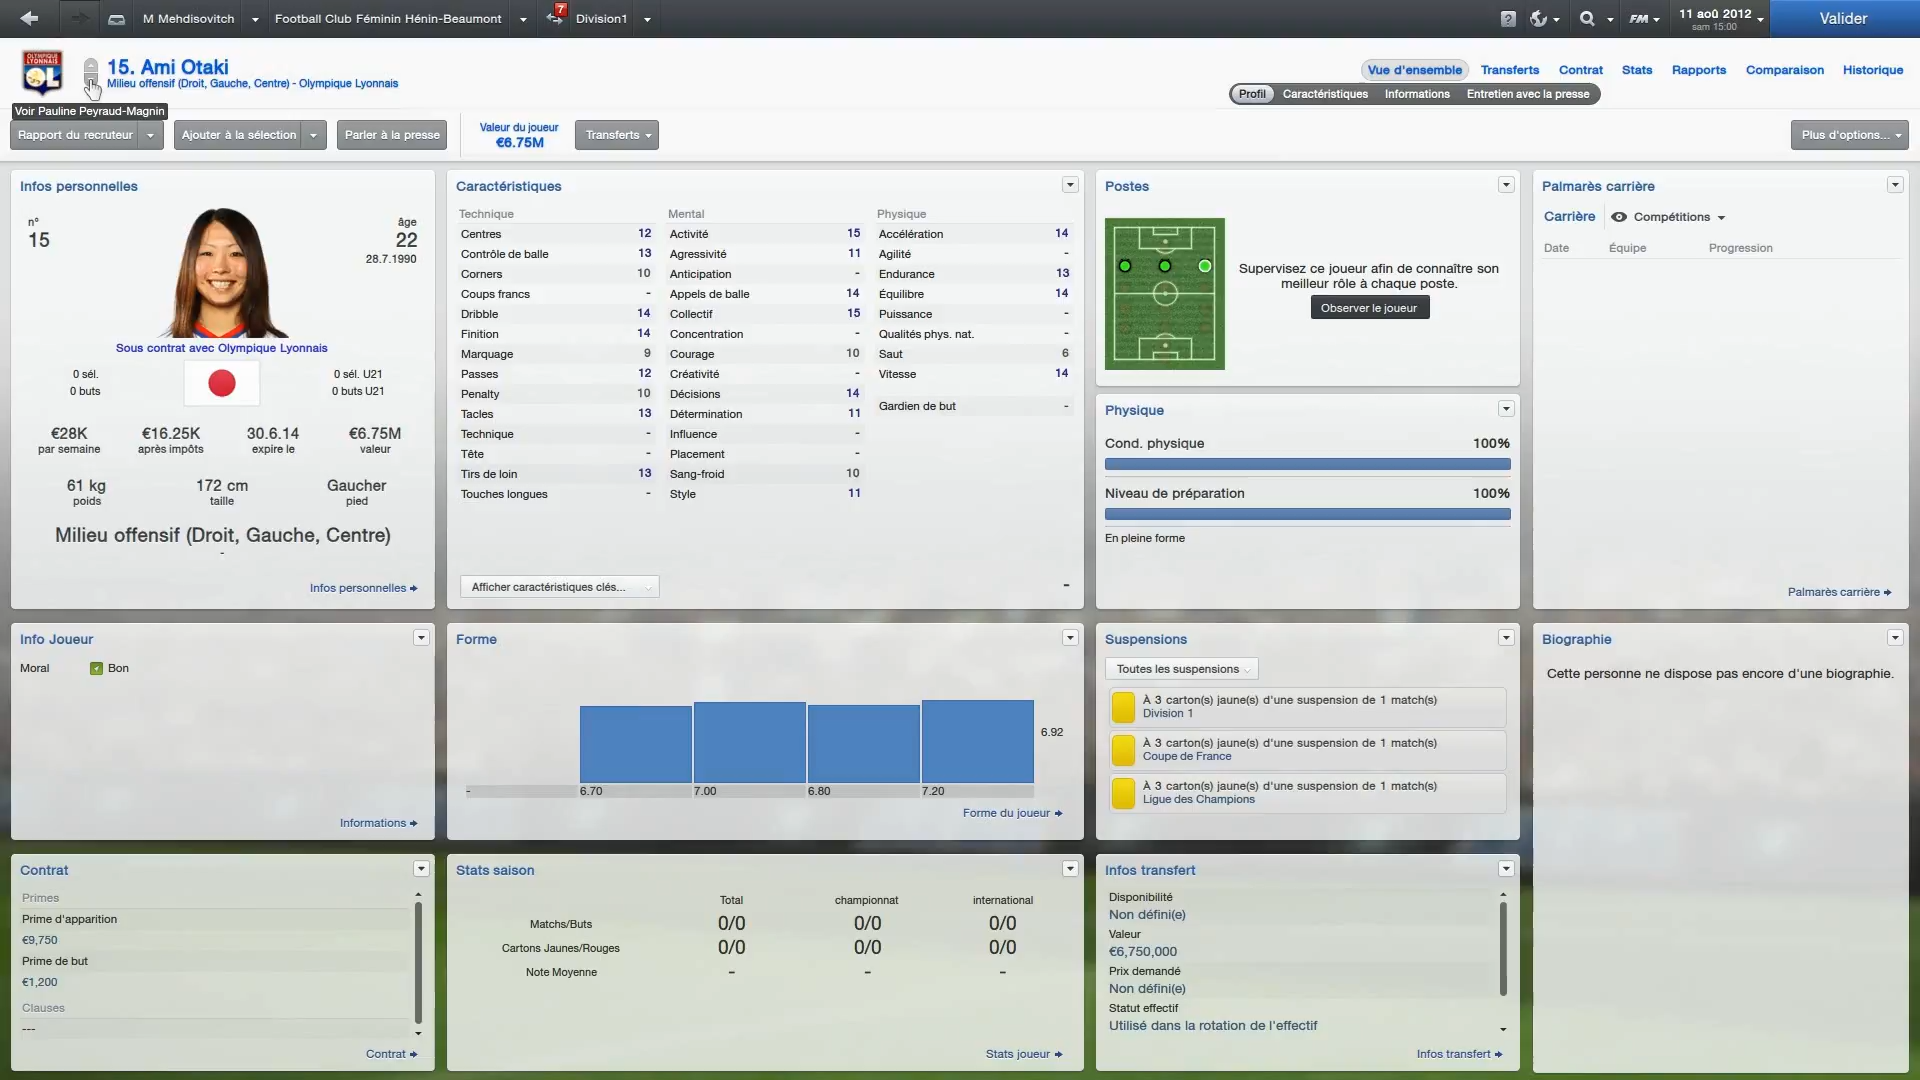 M Mehdisovitch
Football Club Féminin Hénin-Beaumont
7
Division1
?
FM
11 aoû 2012
sam 15:00
Valider
OLYMPIQUE LYONNAIS
OL
15. Ami Otaki
Milieu offensif (Droit, Gauche, Centre) - Olympique Lyonnais
Vue d'ensemble Transferts Contrat Stats Rapports Comparaison Historique
Profil Caractéristiques Informations Entretien avec la presse
Voir Pauline Peyraud-Magnin
Rapport du recruteur
Ajouter à la sélection
Parler à la presse
Valeur du joueur
€6.75M
Transferts
Plus d'options...
Infos personnelles
n°
15
âge
22
28.7.1990
Sous contrat avec Olympique Lyonnais
0 sél.
0 buts
0 sél. U21
0 buts U21
€28K
par semaine
€16.25K
après impôts
30.6.14
expire le
€6.75M
valeur
61 kg
poids
172 cm
taille
Gaucher
pied
Milieu offensif (Droit, Gauche, Centre)
-
Infos personnelles
Caractéristiques
Technique Mental Physique
Centres 12 Activité 15 Accélération 14
Contrôle de balle 13 Agressivité 11 Agilité -
Corners 10 Anticipation - Endurance 13
Coups francs - Appels de balle 14 Équilibre 14
Dribble 14 Collectif 15 Puissance -
Finition 14 Concentration - Qualités phys. nat. -
Marquage 9 Courage 10 Saut 6
Passes 12 Créativité - Vitesse 14
Penalty 10 Décisions 14
Gardien de but -
Tacles 13 Détermination 11
Technique - Influence -
Tête - Placement -
Tirs de loin 13 Sang-froid 10
Touches longues - Style 11
Afficher caractéristiques clés...
-
Postes
Supervisez ce joueur afin de connaître son
meilleur rôle à chaque poste.
Observer le joueur
Physique
Cond. physique 100%
Niveau de préparation 100%
En pleine forme
Palmarès carrière
Carrière Compétitions
Date Équipe Progression
Palmarès carrière
Info Joueur
Moral Bon
Informations
Forme
6.92
- 6.70 7.00 6.80 7.20
Forme du joueur
Suspensions
Toutes les suspensions
À 3 carton(s) jaune(s) d'une suspension de 1 match(s)
Division 1
À 3 carton(s) jaune(s) d'une suspension de 1 match(s)
Coupe de France
À 3 carton(s) jaune(s) d'une suspension de 1 match(s)
Ligue des Champions
Biographie
Cette personne ne dispose pas encore d'une biographie.
Contrat
Primes
Prime d'apparition
€9,750
Prime de but
€1,200
Clauses
---
Contrat
Stats saison
Total championnat international
Matchs/Buts 0/0 0/0 0/0
Cartons Jaunes/Rouges 0/0 0/0 0/0
Note Moyenne - - -
Stats joueur
Infos transfert
Disponibilité
Non défini(e)
Valeur
€6,750,000
Prix demandé
Non défini(e)
Statut effectif
Utilisé dans la rotation de l'effectif
Infos transfert